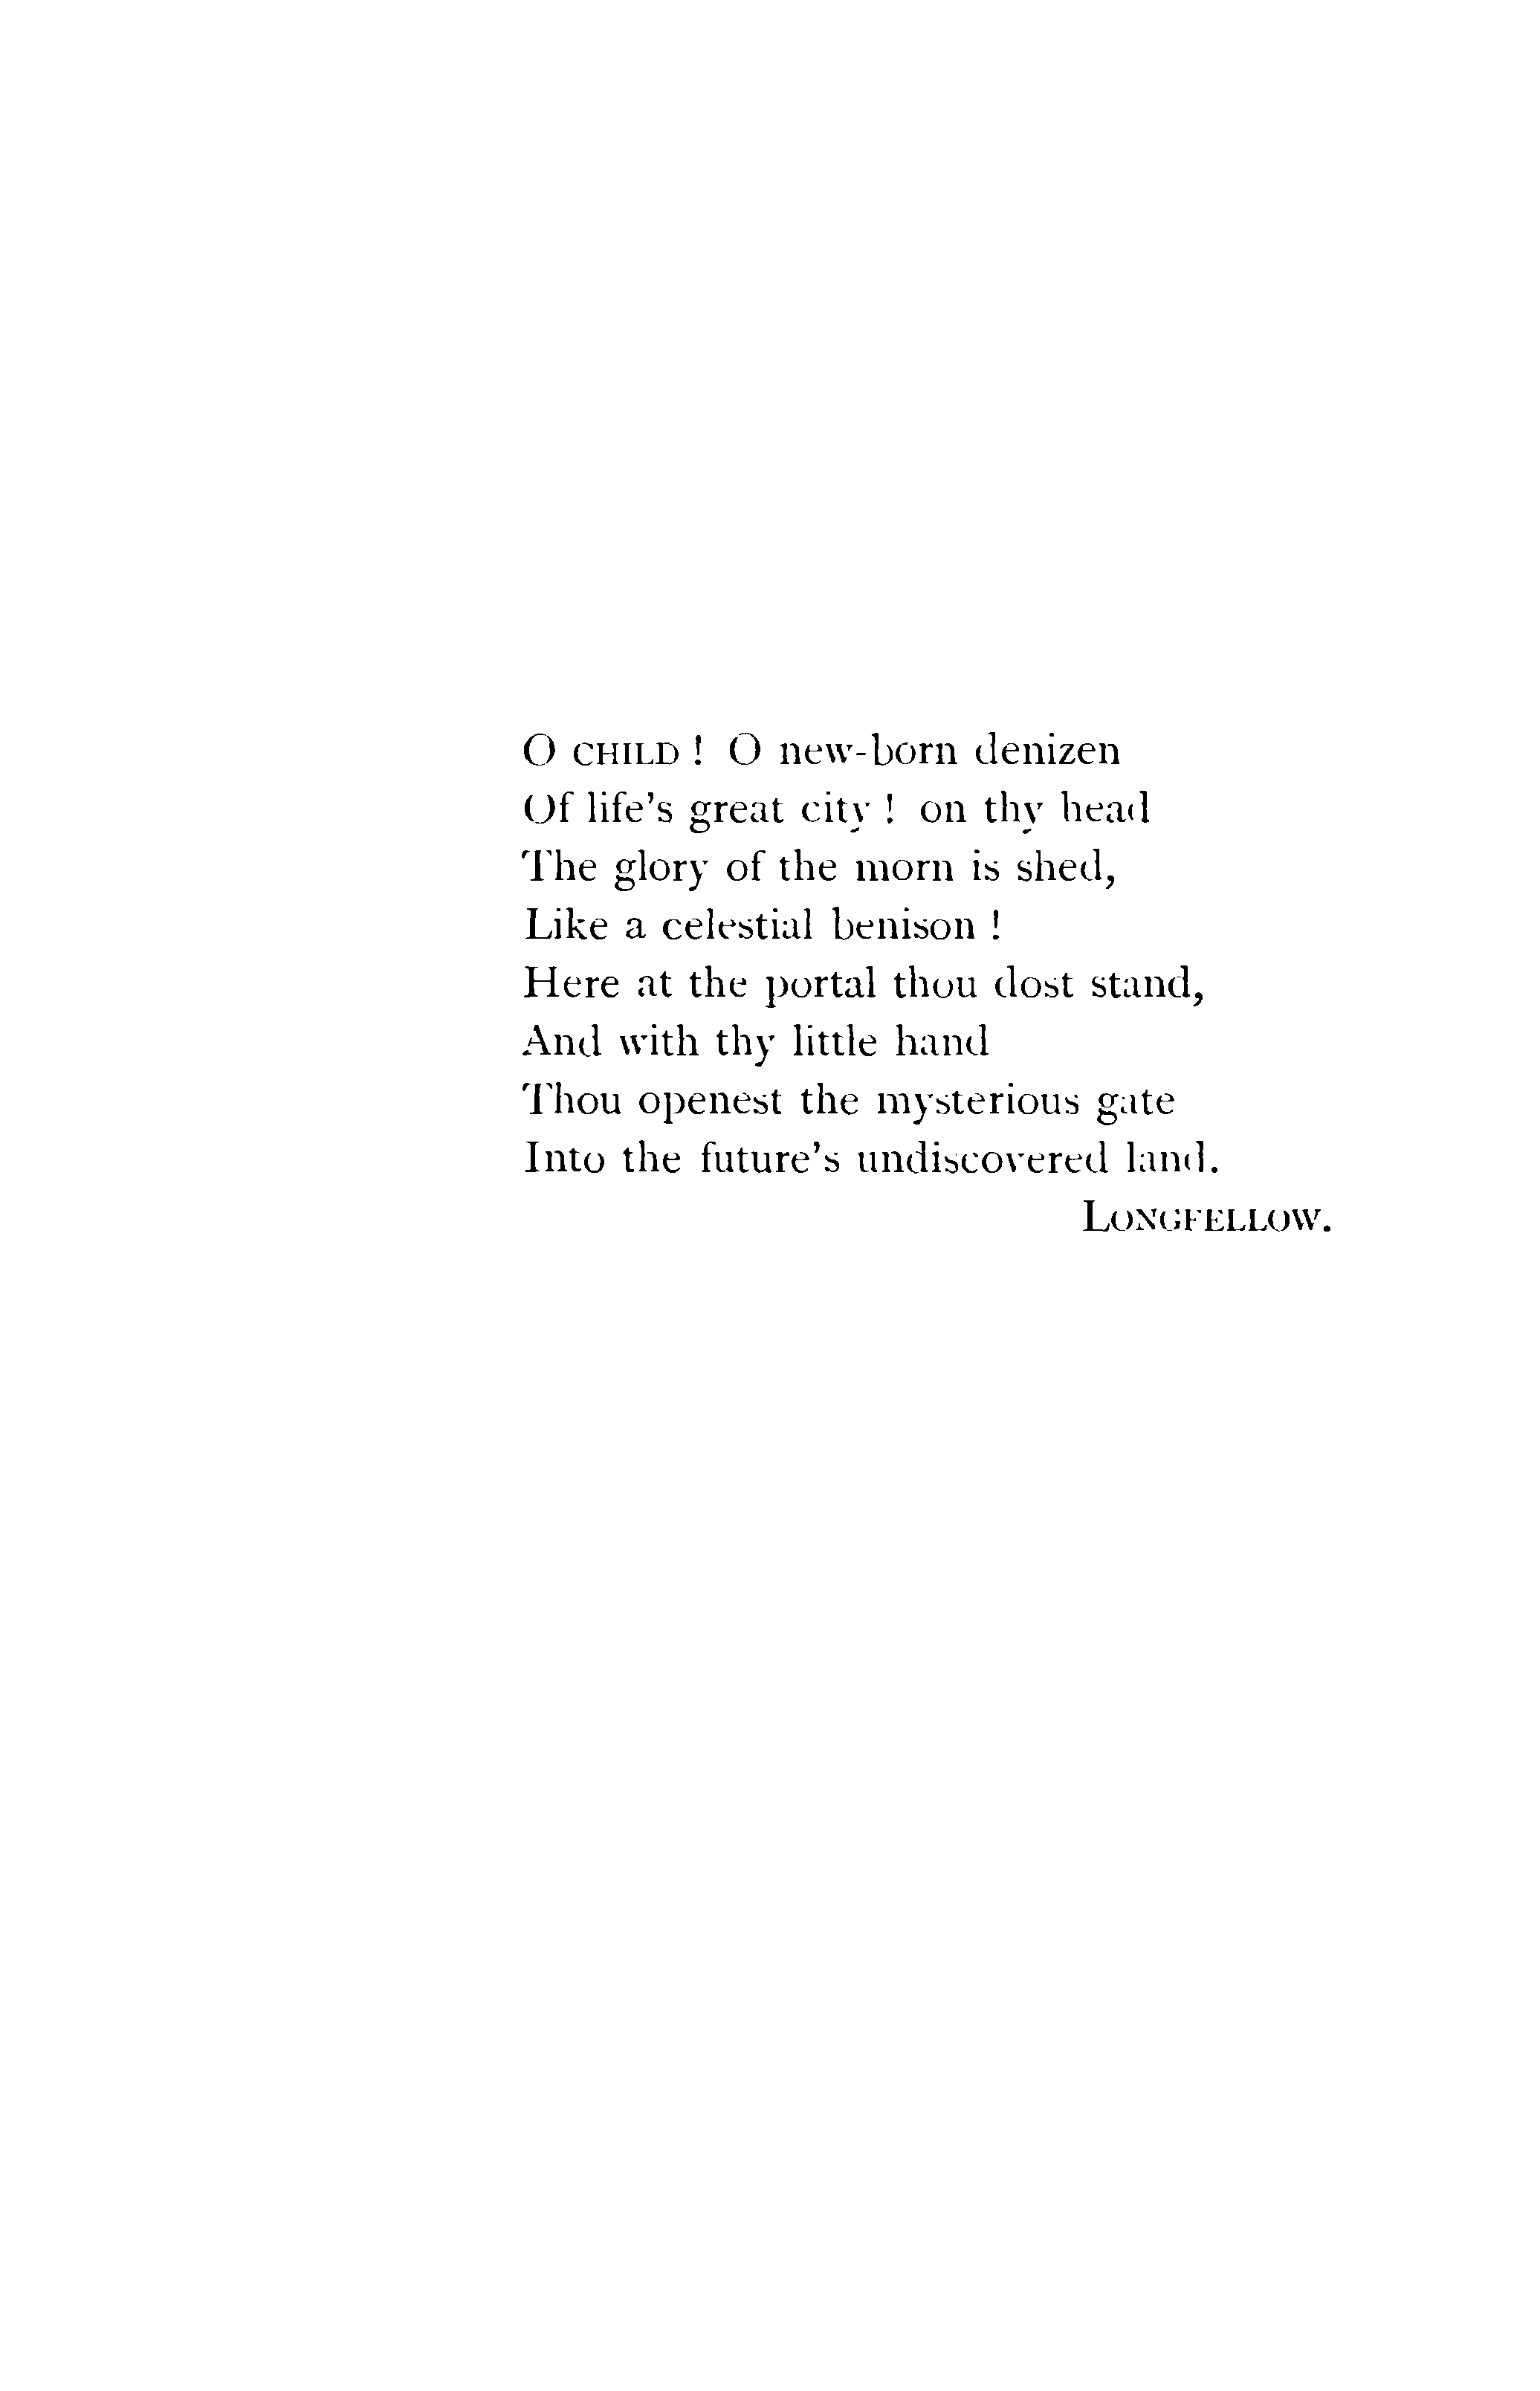 O CHILD ! O new-born denizen
Of life's great city ! on thy head
The glory of the morn is shed,
Like a celestial benison !
Here at the portal thou dost stand,
And with thy little hand
Thou openest the mysterious gate
Into the future's undiscovered land.
LONGFELLOW.